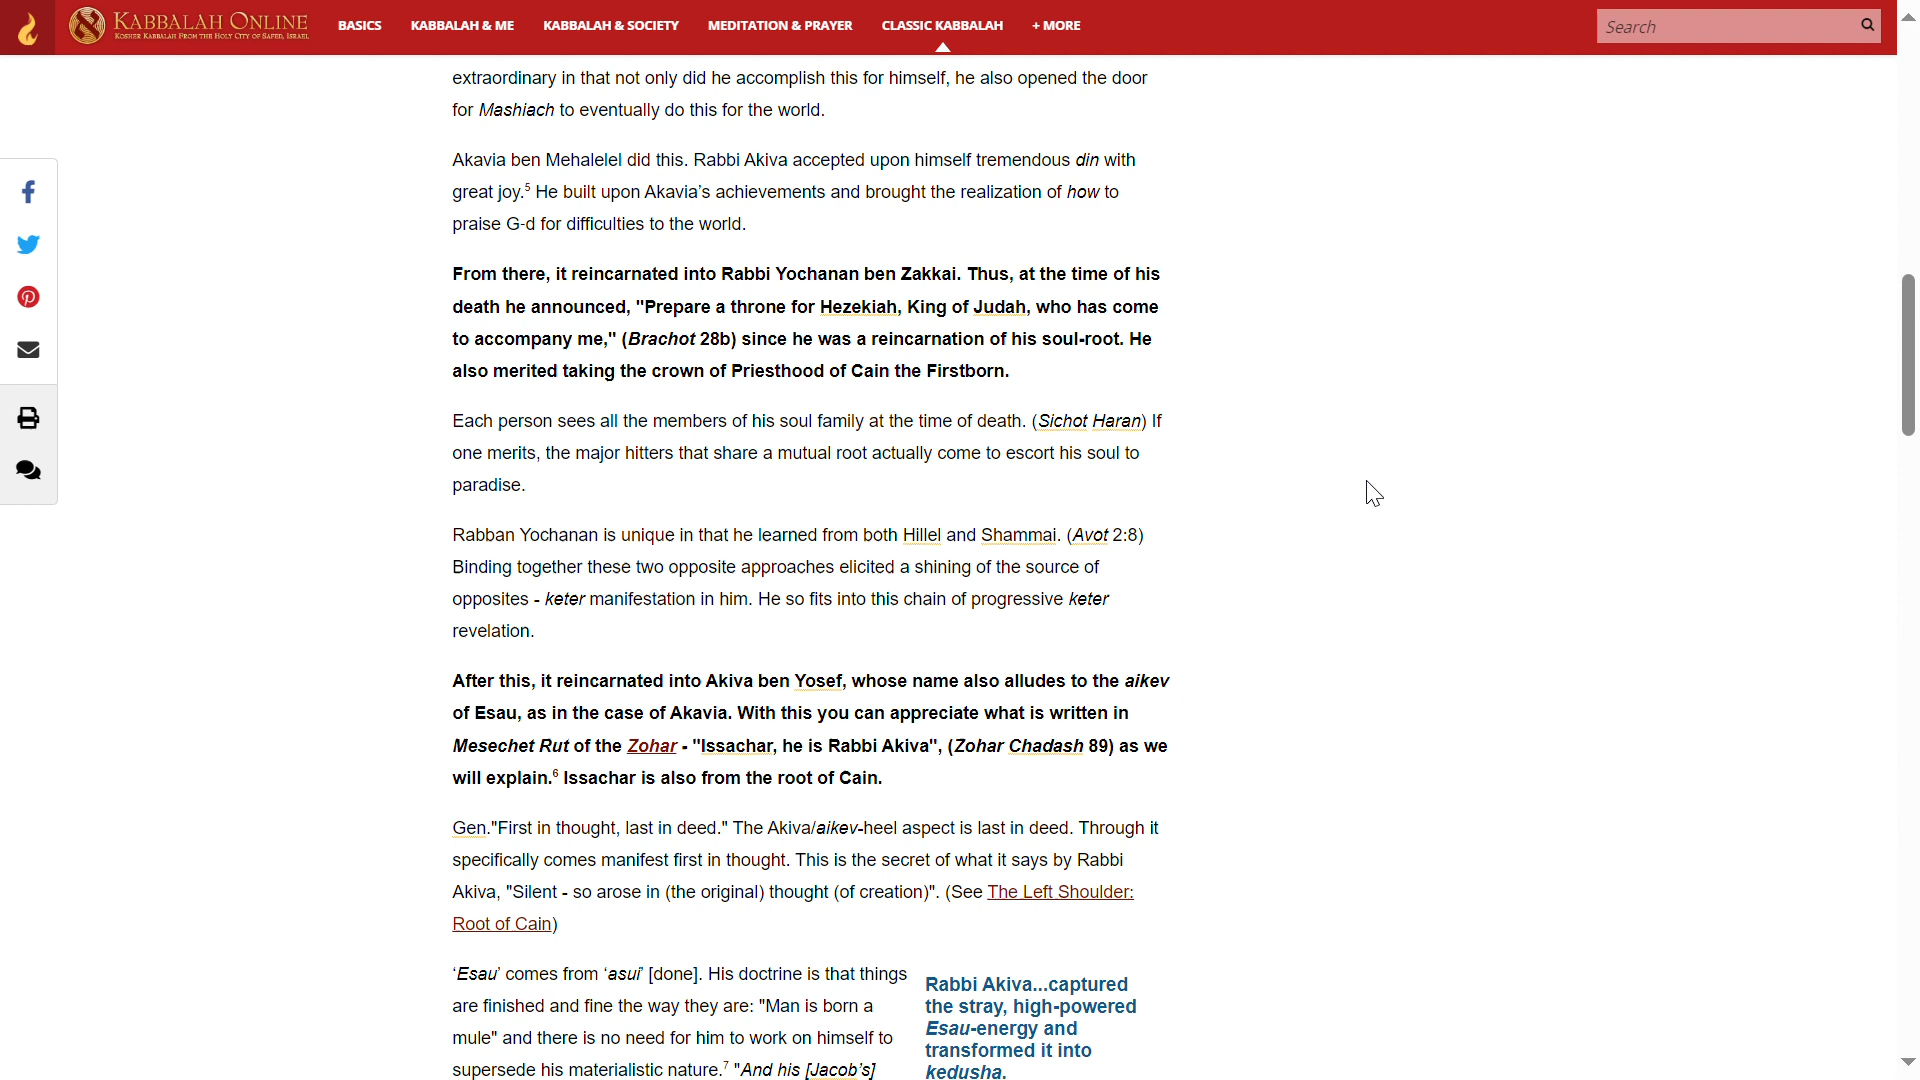 KABBALAH ONLINE
KOSHER KABBALAH FROM THE HOLY CITY OF SAFED, ISRAEL
BASICS
KABBALAH & ME
KABBALAH & SOCIETY
MEDITATION & PRAYER
CLASSIC KABBALAH
+ MORE
Search
extraordinary in that not only did he accomplish this for himself, he also opened the door
for Mashiach to eventually do this for the world.
Akavia ben Mehalelel did this. Rabbi Akiva accepted upon himself tremendous din with
great joy.5 He built upon Akavia's achievements and brought the realization of how to
praise G-d for difficulties to the world.
From there, it reincarnated into Rabbi Yochanan ben Zakkai. Thus, at the time of his
death he announced, "Prepare a throne for Hezekiah, King of Judah, who has come
to accompany me," (Brachot 28b) since he was a reincarnation of his soul-root. He
also merited taking the crown of Priesthood of Cain the Firstborn.
Each person sees all the members of his soul family at the time of death. (Sichot Haran) If
one merits, the major hitters that share a mutual root actually come to escort his soul to
paradise.
Rabban Yochanan is unique in that he learned from both Hillel and Shammai. (Avot 2:8)
Binding together these two opposite approaches elicited a shining of the source of
opposites - keter manifestation in him. He so fits into this chain of progressive keter
revelation.
After this, it reincarnated into Akiva ben Yosef, whose name also alludes to the aikev
of Esau, as in the case of Akavia. With this you can appreciate what is written in
Mesechet Rut of the Zohar - "Issachar, he is Rabbi Akiva", (Zohar Chadash 89) as we
will explain.6 Issachar is also from the root of Cain.
Gen."First in thought, last in deed." The Akiva/aikev-heel aspect is last in deed. Through it
specifically comes manifest first in thought. This is the secret of what it says by Rabbi
Akiva, "Silent - so arose in (the original) thought (of creation)". (See The Left Shoulder:
Root of Cain)
'Esau' comes from 'asui' [done]. His doctrine is that things
are finished and fine the way they are: "Man is born a
mule" and there is no need for him to work on himself to
supersede his materialistic nature.7 "And his [Jacob's]
Rabbi Akiva...captured
the stray, high-powered
Esau-energy and
transformed it into
kedusha.